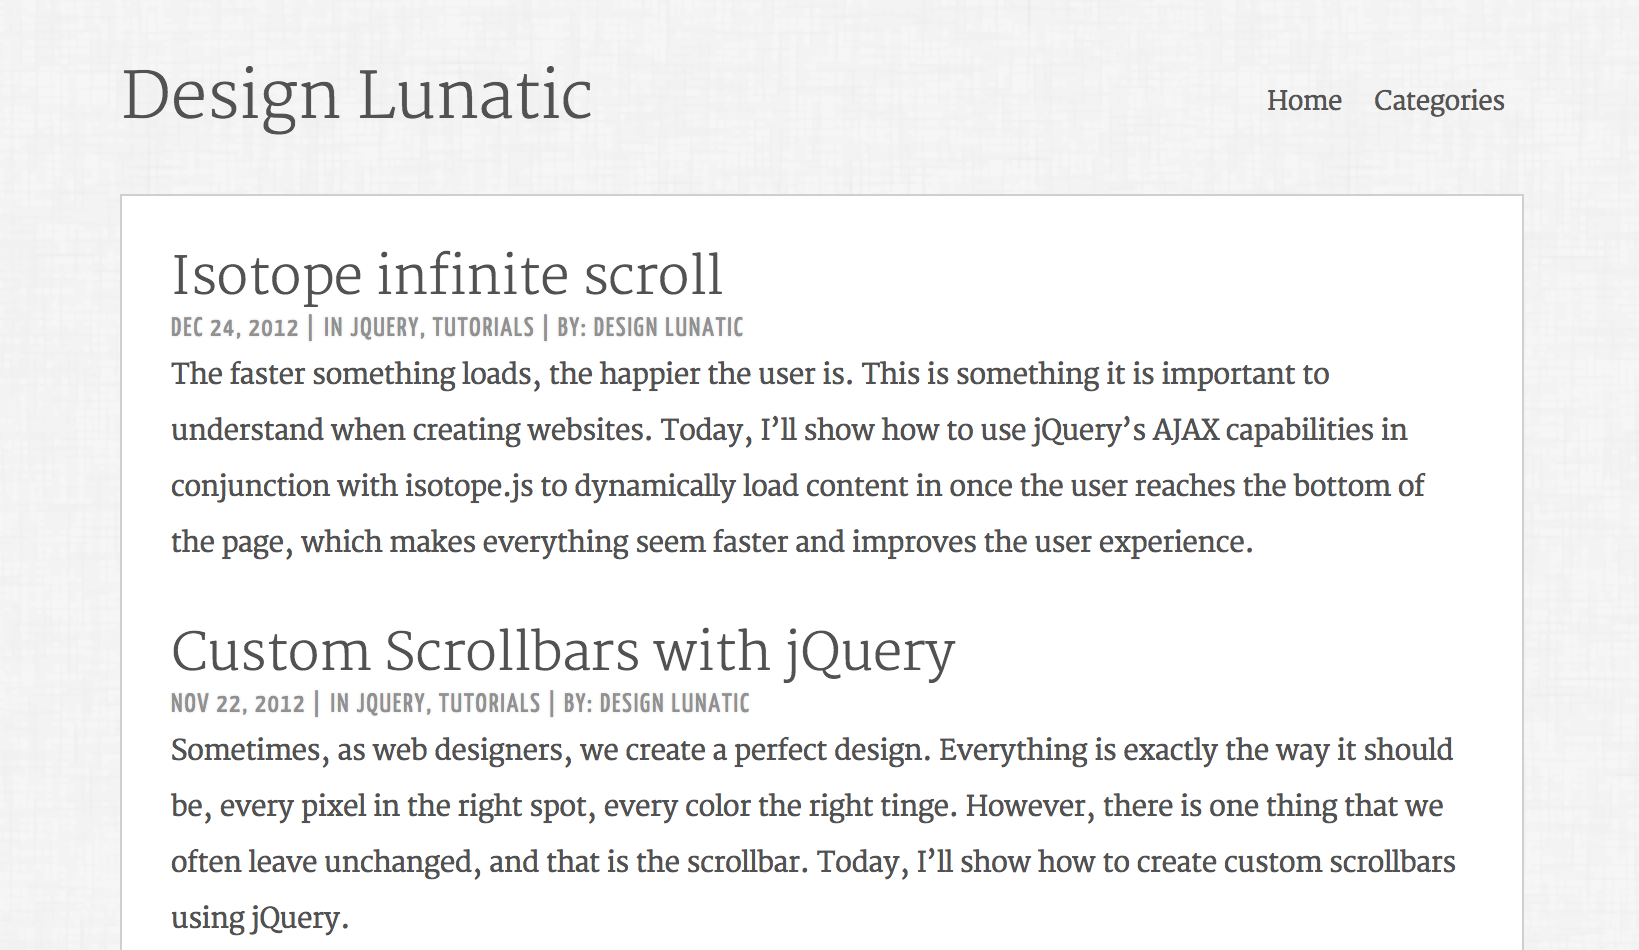 Design Lunatic
Home Categories
Isotope infinite scroll
DEC 24, 2012 | IN JQUERY, TUTORIALS | BY: DESIGN LUNATIC
The faster something loads, the happier the user is. This is something it is important to
understand when creating websites. Today, I’ll show how to use jQuery’s AJAX capabilities in
conjunction with isotope.js to dynamically load content in once the user reaches the bottom of
the page, which makes everything seem faster and improves the user experience.
Custom Scrollbars with jQuery
NOV 22, 2012 | IN JQUERY, TUTORIALS | BY: DESIGN LUNATIC
Sometimes, as web designers, we create a perfect design. Everything is exactly the way it should
be, every pixel in the right spot, every color the right tinge. However, there is one thing that we
often leave unchanged, and that is the scrollbar. Today, I’ll show how to create custom scrollbars
using jQuery.